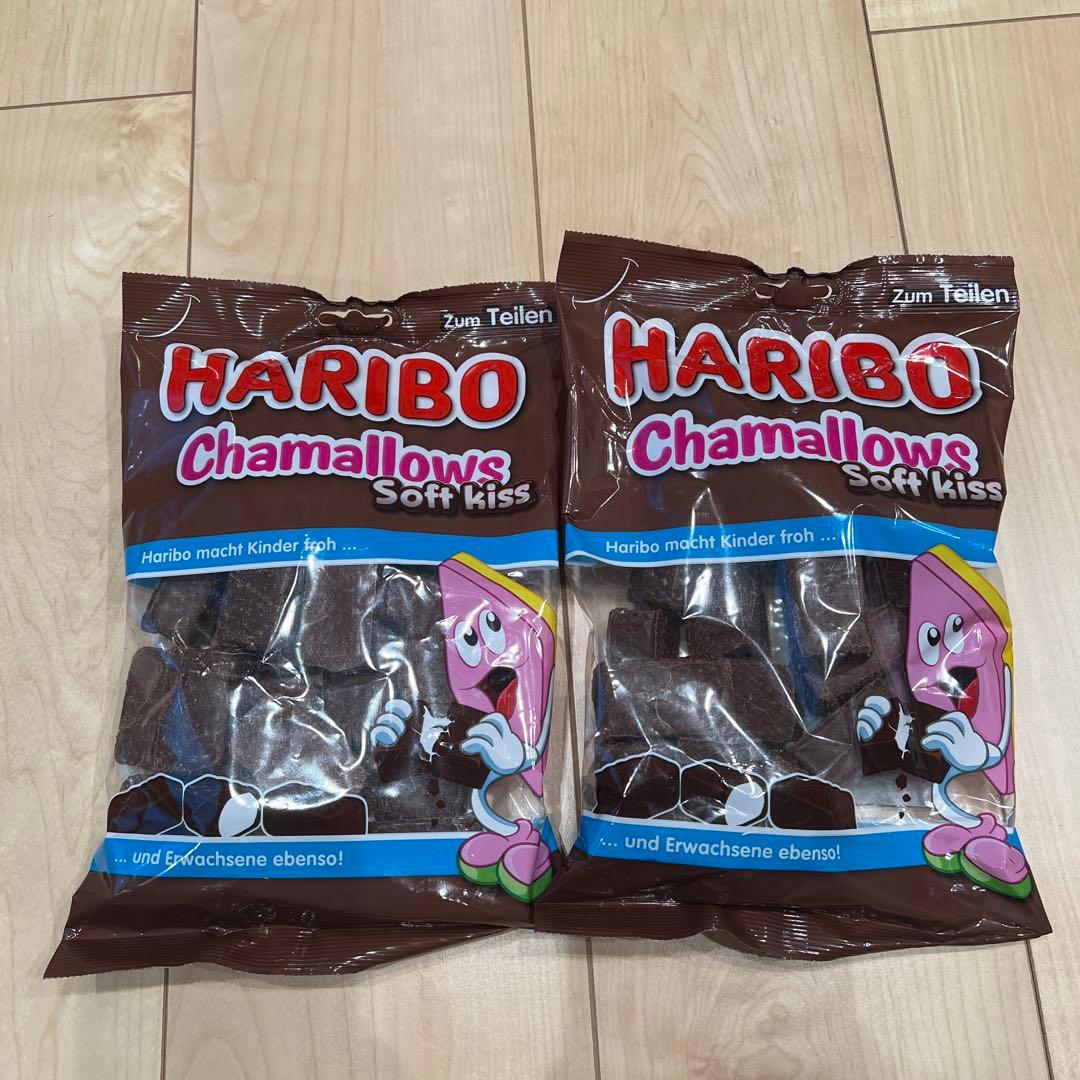 Zum Teilen
HARIBO
Chamallows
Soft kiss
Haribo macht Kinder froh ...
... und Erwachsene ebenso!
Zum Teilen
HARIBO
Chamallows
Soft kiss
Haribo macht Kinder froh ...
... und Erwachsene ebenso!